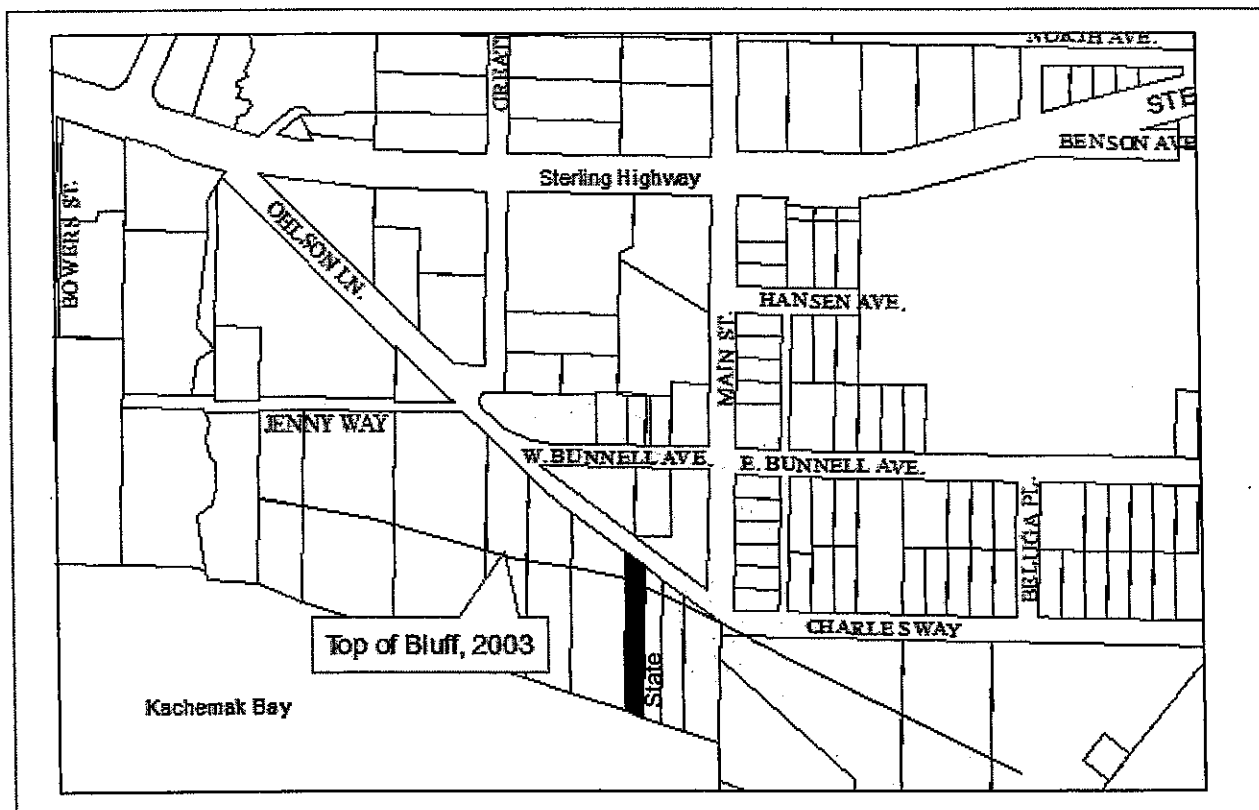 NORTH AVE.
STE
BENSON AVE
Sterling Highway
BOWERS ST.
OHLSON LN.
HANSEN AVE.
MAIN ST.
JENNY WAY
W. BUNNELL AVE.
E. BUNNELL AVE.
BELUGA PL.
CHARLES WAY
Top of Bluff, 2003
State
Kachemak Bay